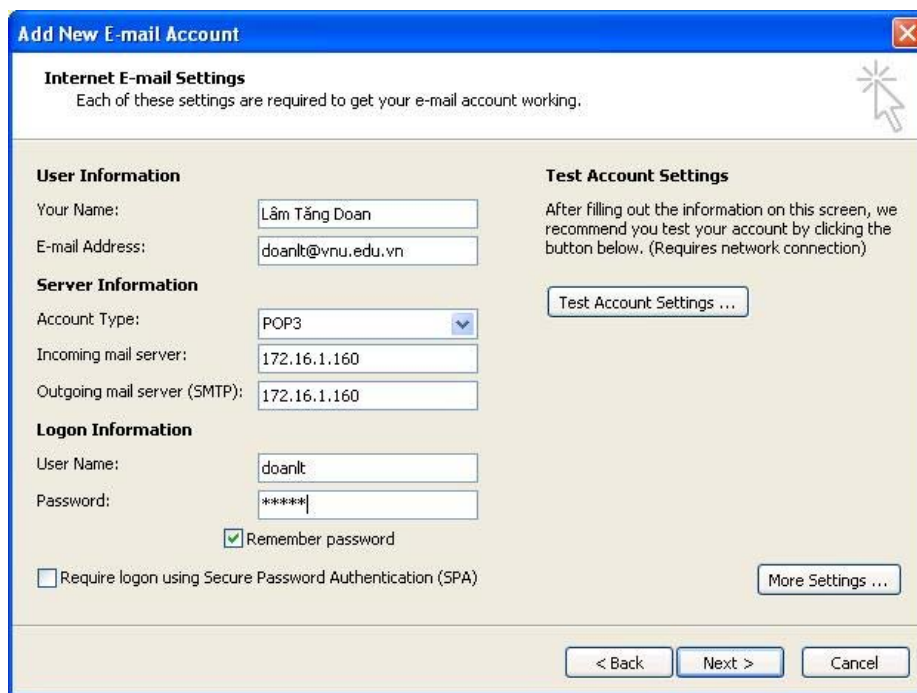 Add New E-mail Account
Internet E-mail Settings
Each of these settings are required to get your e-mail account working.
User Information
Your Name: Lâm Tăng Doan
E-mail Address: doanlt@vnu.edu.vn
Server Information
Account Type: POP3
Incoming mail server: 172.16.1.160
Outgoing mail server (SMTP): 172.16.1.160
Logon Information
User Name: doanlt
Password: *****
Remember password
Require logon using Secure Password Authentication (SPA)
Test Account Settings
After filling out the information on this screen, we
recommend you test your account by clicking the
button below. (Requires network connection)
Test Account Settings ...
More Settings ...
< Back
Next >
Cancel